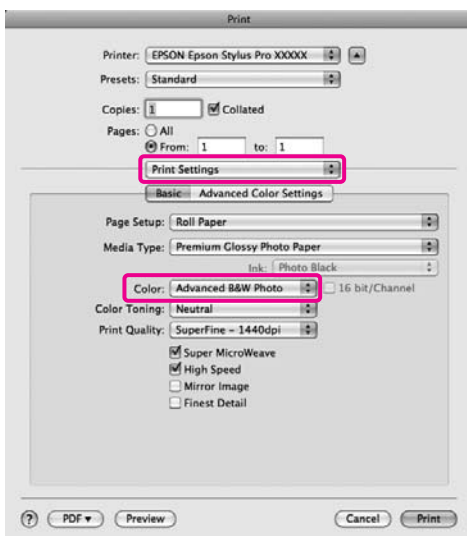 Print
Printer: EPSON Epson Stylus Pro XXXXX
Presets: Standard
Copies: 1 Collated
Pages: All
From: 1 to: 1
Print Settings
Basic Advanced Color Settings
Page Setup: Roll Paper
Media Type: Premium Glossy Photo Paper
Ink: Photo Black
Color: Advanced B&W Photo 16 bit/Channel
Color Toning: Neutral
Print Quality: SuperFine - 1440dpi
Super MicroWeave
High Speed
Mirror Image
Finest Detail
? PDF Preview Cancel Print